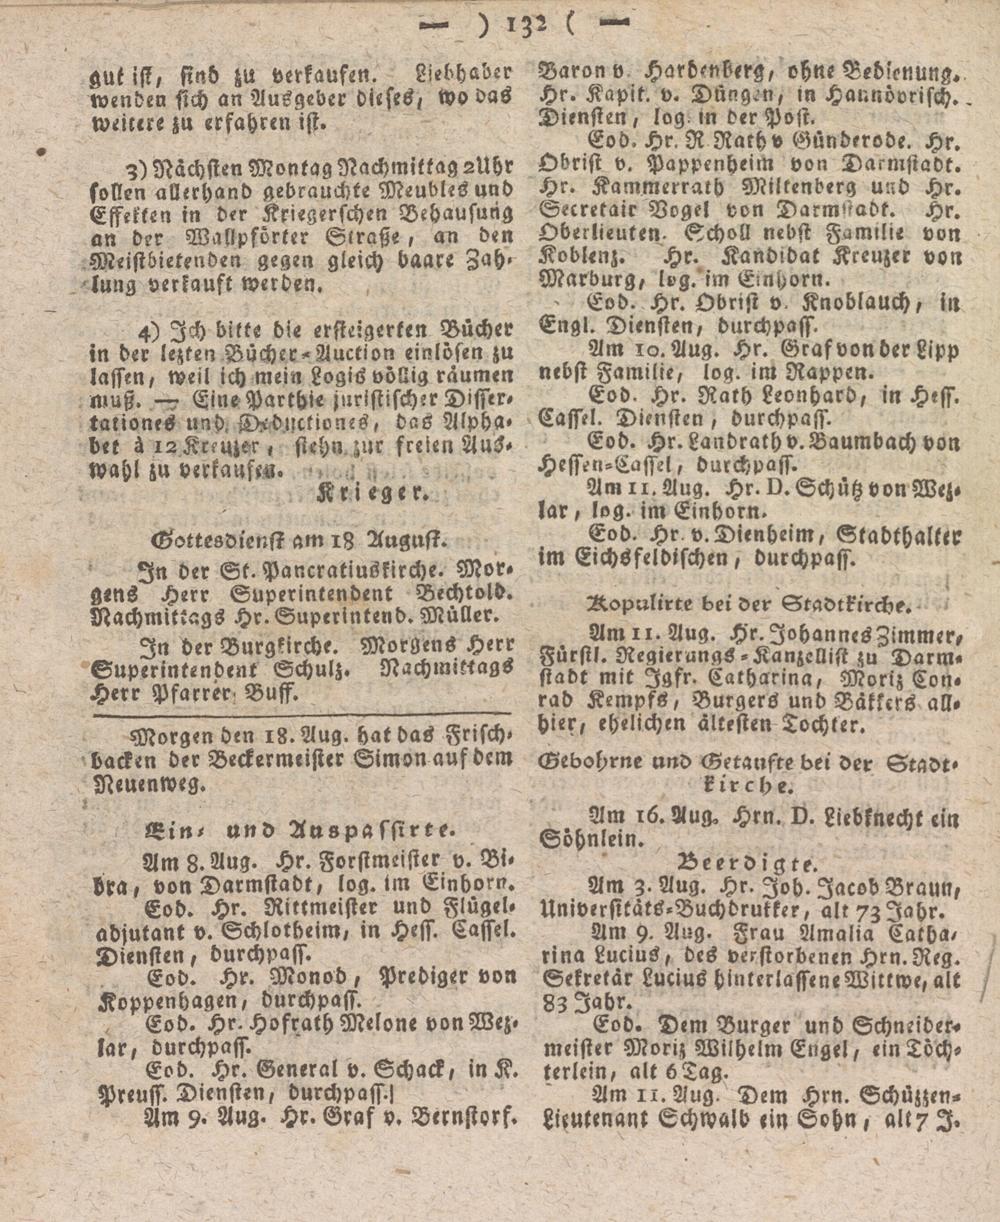 — ) 132 ( —
gut ist, sind zu verkaufen. Liebhaber
wenden sich an Ausgeber dieses, wo das
weitere zu erfahren ist.
3) Nächsten Montag Nachmittag 2 Uhr
sollen allerhand gebrauchte Meubles und
Effekten in der Kriegerschen Behausung
an der Wallpförter Straße, an den
Meistbietenden gegen gleich baare Zah-
lung verkauft werden.
4) Ich bitte die ersteigerten Bücher
in der lezten Bücher-Auction einlösen zu
lassen, weil ich mein Logis völlig räumen
muß. — Eine Parthie juristischer Disser-
tationes und Deductiones, das Alpha-
bet à 12 Kreuzer, stehn zur freien Aus-
wahl zu verkaufen.
Krieger.
Gottesdienst am 18 August.
In der St. Pancratiuskirche. Mor-
gens Herr Superintendent Bechtold.
Nachmittags Hr. Superintend. Müller.
In der Burgkirche. Morgens Herr
Superintendent Schulz. Nachmittags
Herr Pfarrer Buff.
Morgen den 18. Aug. hat das Frisch-
backen der Beckermeister Simon auf dem
Neuenweg.
Ein- und Auspassirte.
Am 8. Aug. Hr. Forstmeister v. Bi-
bra, von Darmstadt, log. im Einhorn.
Eod. Hr. Rittmeister und Flügel-
adjutant v. Schlotheim, in Hess. Cassel.
Diensten, durchpass.
Eod. Hr. Monod, Prediger von
Koppenhagen, durchpass.
Eod. Hr. Hofrath Melone von Wez-
lar, durchpass.
Eod. Hr. General v. Schack, in K.
Preuss. Diensten, durchpass.
Am 9. Aug. Hr. Graf v. Bernstorf.
Baron v. Hardenberg, ohne Bedienung.
Hr. Kapit. v. Düngen, in Hannövrisch.
Diensten, log. in der Post.
Eod. Hr. R. Rath v Günderode. Hr.
Obrist v. Pappenheim von Darmstadt.
Hr. Kammerrath Miltenberg und Hr.
Secretair Vogel von Darmstadt. Hr.
Oberlieuten. Scholl nebst Familie von
Koblenz. Hr. Kandidat Kreuzer von
Marburg, log. im Einhorn.
Eod. Hr. Obrist v. Knoblauch, in
Engl. Diensten, durchpass.
Am 10. Aug. Hr. Graf von der Lipp
nebst Familie, log. im Rappen.
Eod. Hr. Rath Leonhard, in Hess.
Cassel. Diensten, durchpass.
Eod. Hr. Landrath v. Baumbach von
Hessen-Cassel, durchpass.
Am 11. Aug. Hr. D. Schütz von Wez-
lar, log. im Einhorn.
Eod. Hr. v. Dienheim, Stadthalter
im Eichsfeldischen, durchpass.
Kopulirte bei der Stadtkirche.
Am 11. Aug. Hr. Johannes Zimmer,
Fürstl. Regierungs-Kanzellist zu Darm-
stadt mit Jgfr. Catharina, Moriz Con-
rad Kempfs, Burgers und Bäkkers all-
hier, ehelichen ältesten Tochter.
Gebohrne und Getaufte bei der Stadt-
kirche.
Am 16. Aug. Hrn. D. Liebknecht ein
Söhnlein.
Beerdigte.
Am 3. Aug. Hr. Joh. Jacob Braun,
Universitäts-Buchdrukker, alt 73 Jahr.
Am 9. Aug. Frau Amalia Catha-
rina Lucius, des verstorbenen Hrn. Reg.
Sekretär Lucius hinterlassene Wittwe, alt
83 Jahr.
Eod. Dem Burger und Schneider-
meister Moriz Wilhelm Engel, ein Töch-
terlein, alt 6 Tag.
Am 11. Aug. Dem Hrn. Schüzzen-
Lieutenant Schwalb ein Sohn, alt 7 J.